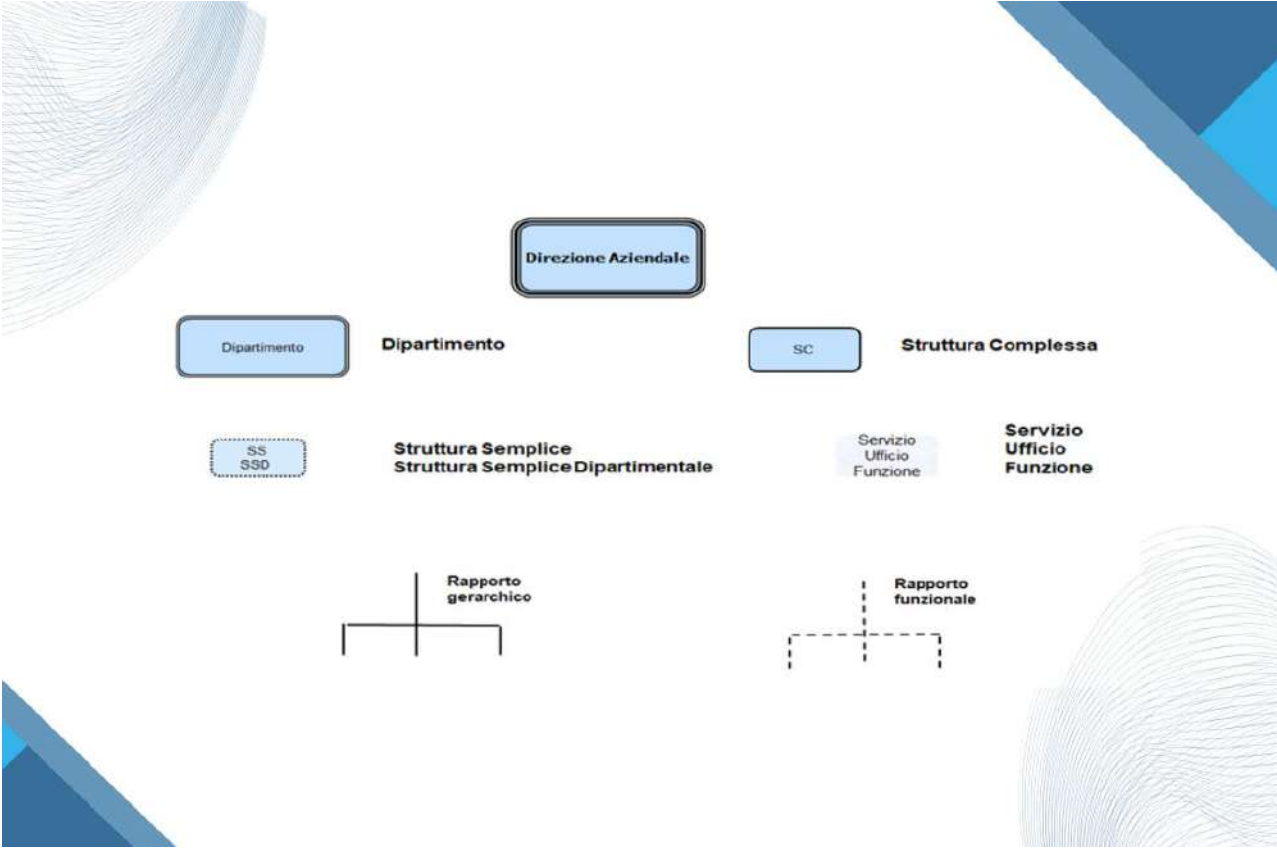 Direzione Aziendale
Dipartimento
Dipartimento
SC
Struttura Complessa
SS
SSD
Struttura Semplice
Struttura Semplice Dipartimentale
Servizio
Ufficio
Funzione
Servizio
Ufficio
Funzione
Rapporto
gerarchico
Rapporto
funzionale